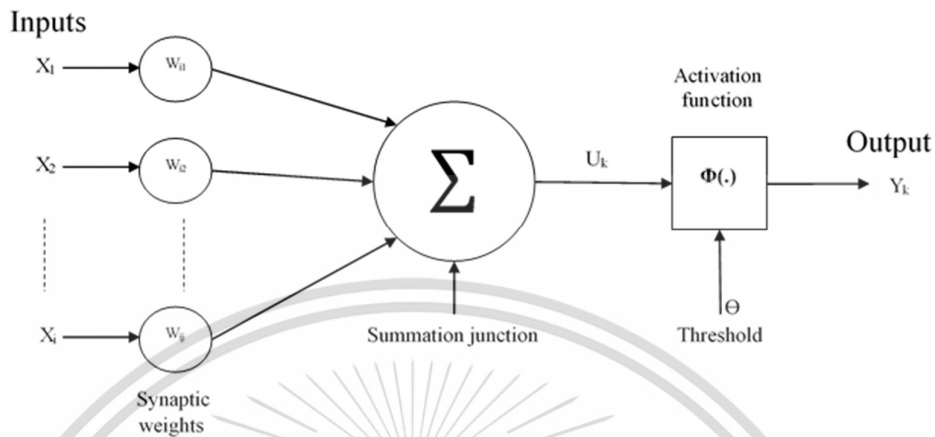 Inputs
X₁
Wᵢ₁
Activation
function
X₂
Wᵢ₂
Σ
Uₖ
Φ(.)
Output
Yₖ
Xᵢ
Wᵢⱼ
Summation junction
Θ
Threshold
Synaptic
weights